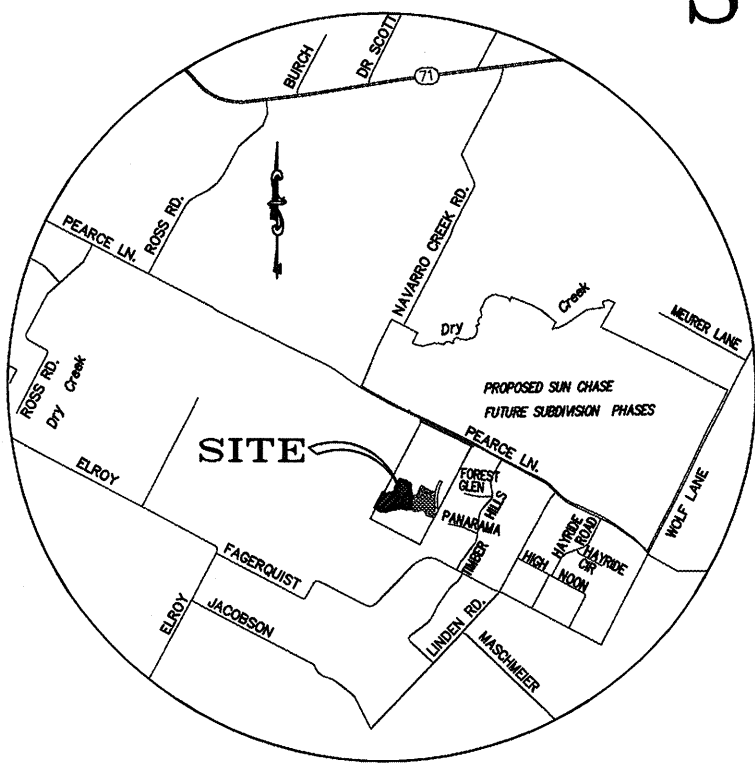 S
BURCH
DR SCOTT
71
PEARCE LN.
ROSS RD.
NAVARRO CREEK RD.
Dry Creek
MEURER LANE
ROSS RD.
Dry Creek
PROPOSED SUN CHASE
FUTURE SUBDIVISION PHASES
PEARCE LN.
SITE
ELROY
FOREST
GLEN
HILLS
PANARAMA
TIMBER
HAYRIDE
ROAD
HAYRIDE
CIR
HIGH
NOON
WOLF LANE
FAGERQUIST
ELROY
JACOBSON
LINDEN RD.
MASCHMEIER